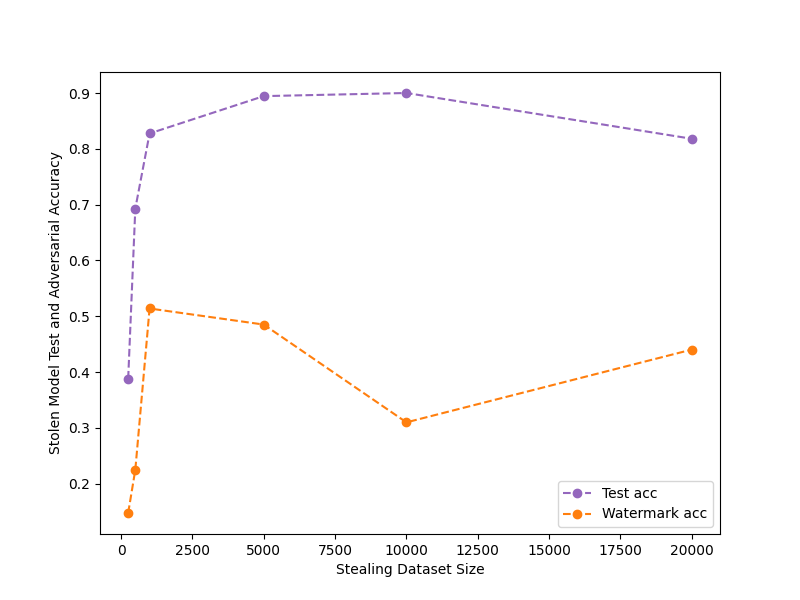 0.9
0.8
0.7
0.6
0.5
0.4
0.3
0.2
Stolen Model Test and Adversarial Accuracy
Test acc
Watermark acc
0 2500 5000 7500 10000 12500 15000 17500 20000
Stealing Dataset Size